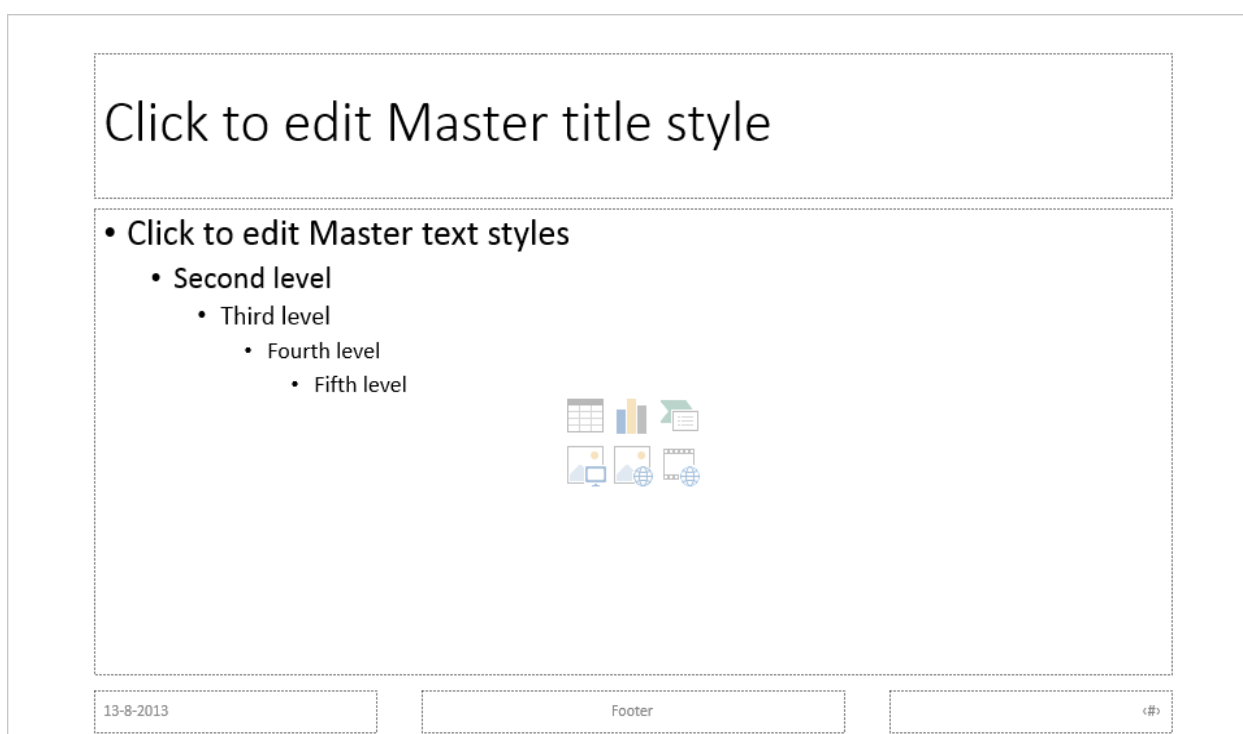 Click to edit Master title style
• Click to edit Master text styles
• Second level
• Third level
• Fourth level
• Fifth level
13-8-2013 Footer ‹#›